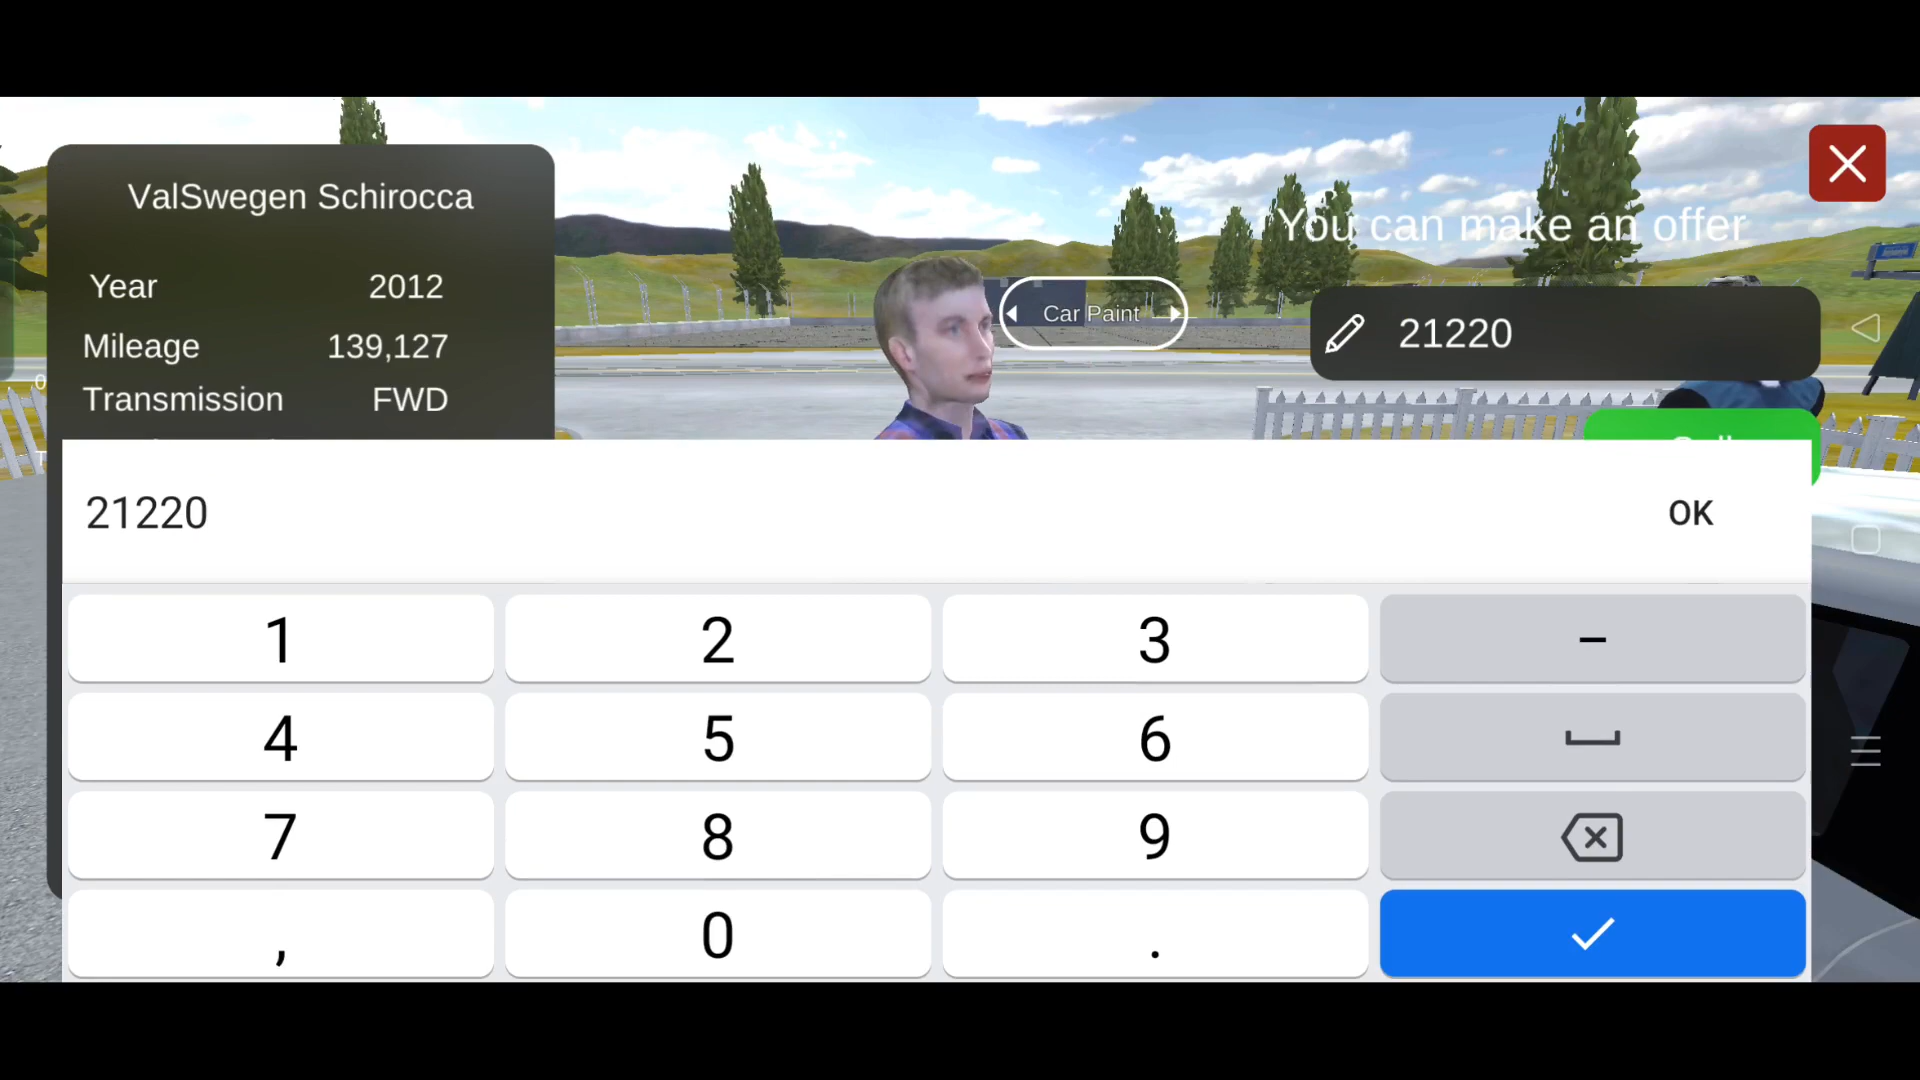 ValSwegen Schirocca
Year 2012
Mileage 139,127
Transmission FWD
Car Paint
You can make an offer
21220
21220
OK
1 2 3 –
4 5 6
7 8 9
, 0 .